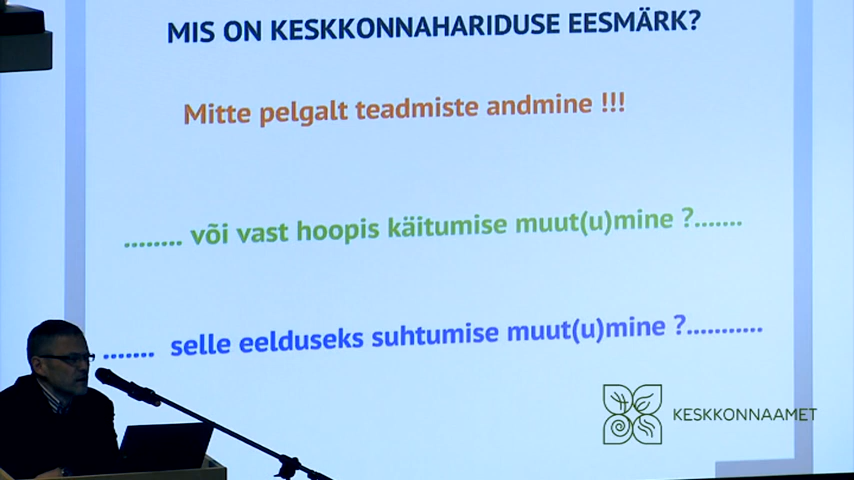 MIS ON KESKKONNAHARIDUSE EESMÄRK?
Mitte pelgalt teadmiste andmine !!!
........ või vast hoopis käitumise muut(u)mine ?.......
....... selle eelduseks suhtumise muut(u)mine ?...........
KESKKONNAAMET